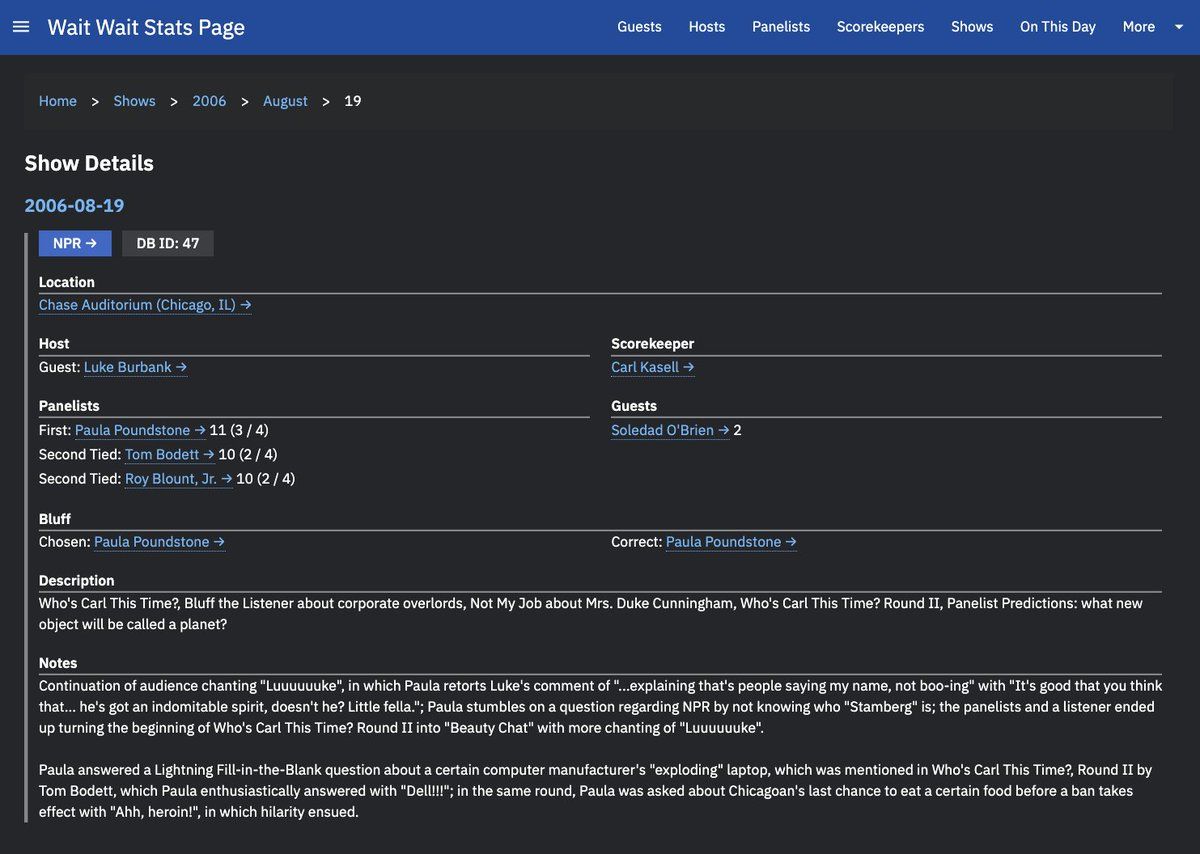 Wait Wait Stats Page
Guests Hosts Panelists Scorekeepers Shows On This Day More
Home > Shows > 2006 > August > 19
Show Details
2006-08-19
NPR → DB ID: 47
Location
Chase Auditorium (Chicago, IL) →
Host
Guest: Luke Burbank →
Scorekeeper
Carl Kasell →
Panelists
First: Paula Poundstone → 11 (3 / 4)
Second Tied: Tom Bodett → 10 (2 / 4)
Second Tied: Roy Blount, Jr. → 10 (2 / 4)
Guests
Soledad O'Brien → 2
Bluff
Chosen: Paula Poundstone →
Correct: Paula Poundstone →
Description
Who's Carl This Time?, Bluff the Listener about corporate overlords, Not My Job about Mrs. Duke Cunningham, Who's Carl This Time? Round II, Panelist Predictions: what new
object will be called a planet?
Notes
Continuation of audience chanting "Luuuuuuke", in which Paula retorts Luke's comment of "...explaining that's people saying my name, not boo-ing" with "It's good that you think
that... he's got an indomitable spirit, doesn't he? Little fella."; Paula stumbles on a question regarding NPR by not knowing who "Stamberg" is; the panelists and a listener ended
up turning the beginning of Who's Carl This Time? Round II into "Beauty Chat" with more chanting of "Luuuuuuke".
Paula answered a Lightning Fill-in-the-Blank question about a certain computer manufacturer's "exploding" laptop, which was mentioned in Who's Carl This Time?, Round II by
Tom Bodett, which Paula enthusiastically answered with "Dell!!!"; in the same round, Paula was asked about Chicagoan's last chance to eat a certain food before a ban takes
effect with "Ahh, heroin!", in which hilarity ensued.